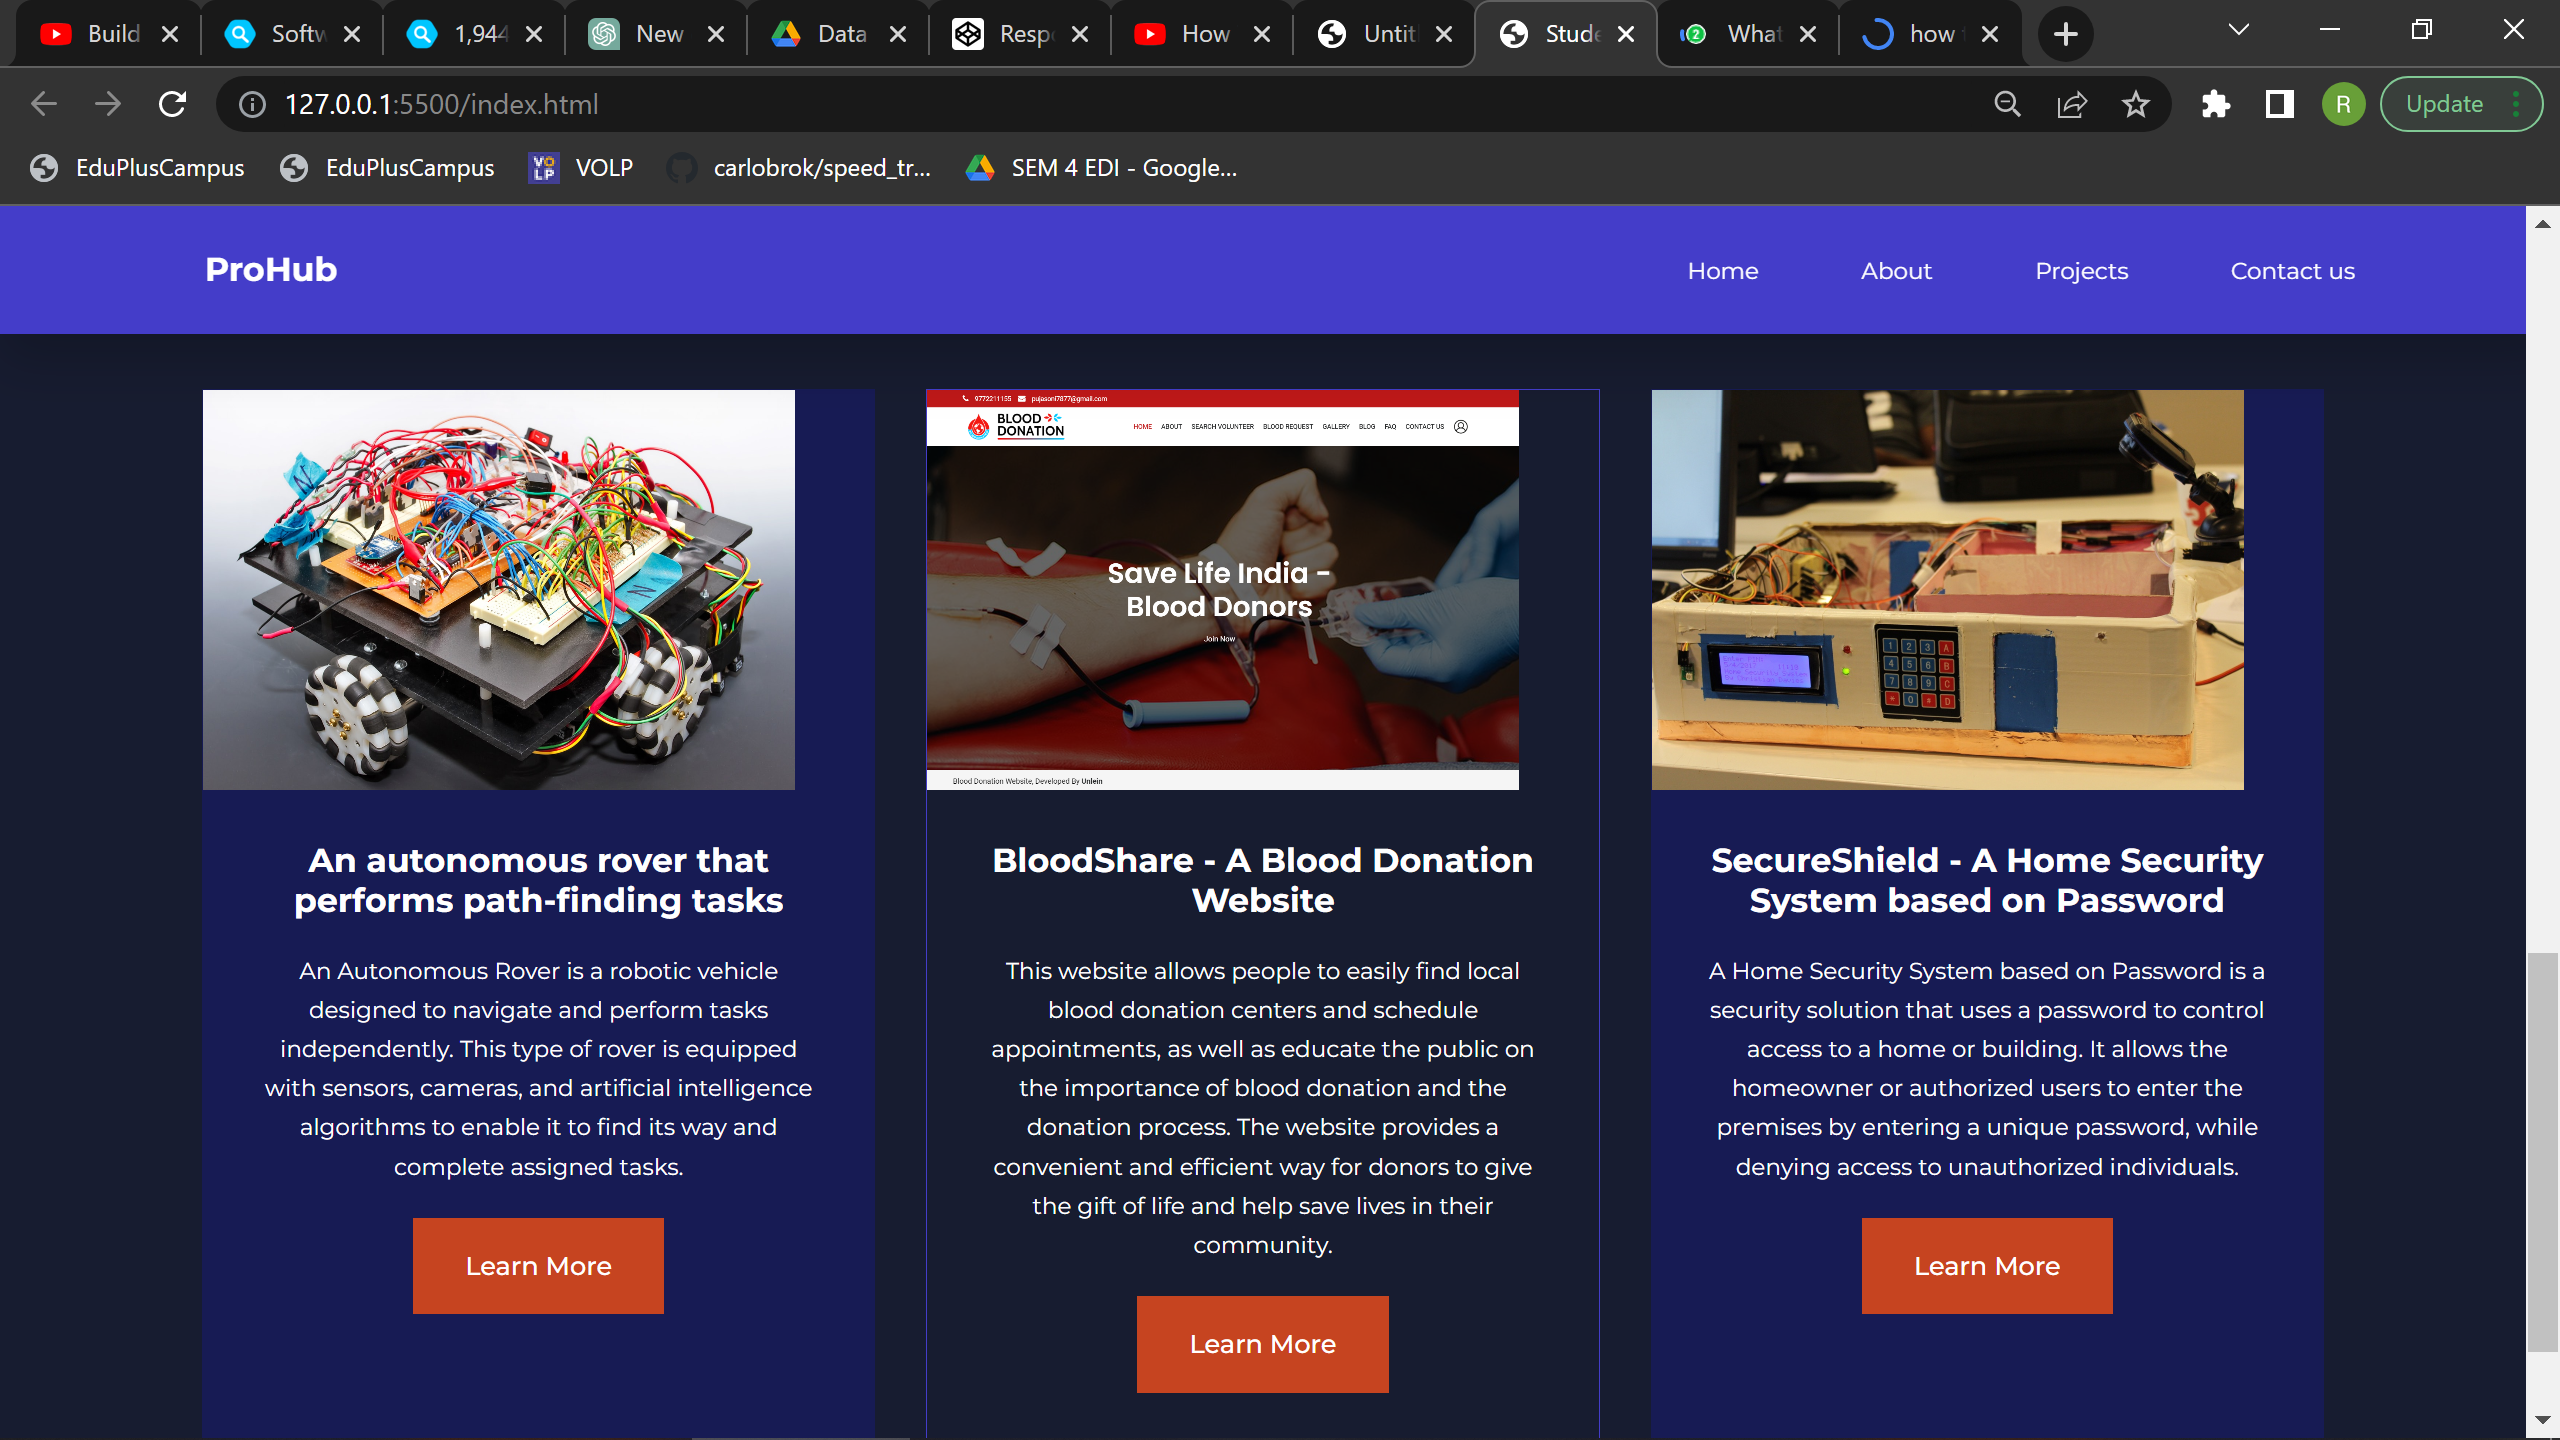 Build
Softw
1,944
New
Data
Resp
How
Untit
Stude
What
how
127.0.0.1:5500/index.html
R
Update
EduPlusCampus
EduPlusCampus
VOLP
carlobrok/speed_tr...
SEM 4 EDI - Google...
ProHub
Home
About
Projects
Contact us
9772211155
pujasoni7877@gmail.com
BLOOD
DONATION
HOME
ABOUT
SEARCH VOLUNTEER
BLOOD REQUEST
GALLERY
BLOG
FAQ
CONTACT US
Save Life India -
Blood Donors
Join Now
Blood Donation Website, Developed By Unlein
1 2 3 A
4 5 6 B
7 8 9 C
* 0 # D
An autonomous rover that
performs path-finding tasks
An Autonomous Rover is a robotic vehicle
designed to navigate and perform tasks
independently. This type of rover is equipped
with sensors, cameras, and artificial intelligence
algorithms to enable it to find its way and
complete assigned tasks.
Learn More
BloodShare - A Blood Donation
Website
This website allows people to easily find local
blood donation centers and schedule
appointments, as well as educate the public on
the importance of blood donation and the
donation process. The website provides a
convenient and efficient way for donors to give
the gift of life and help save lives in their
community.
Learn More
SecureShield - A Home Security
System based on Password
A Home Security System based on Password is a
security solution that uses a password to control
access to a home or building. It allows the
homeowner or authorized users to enter the
premises by entering a unique password, while
denying access to unauthorized individuals.
Learn More